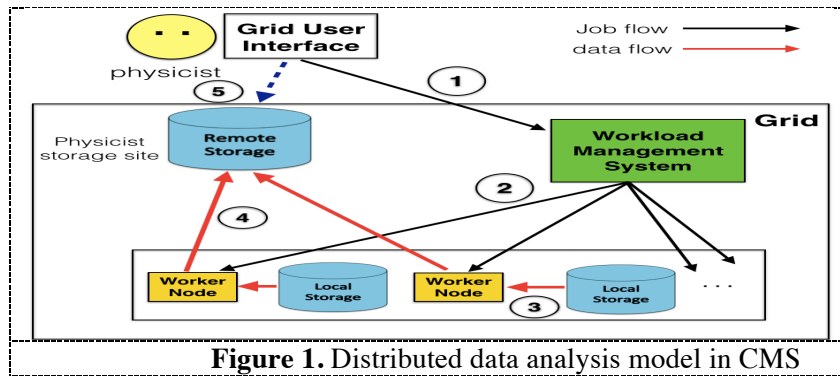 Grid User
Interface
Job flow
data flow
physicist
1
5
Grid
Physicist
storage site
Remote
Storage
Workload
Management
System
2
4
Worker
Node
Local
Storage
Worker
Node
Local
Storage
...
3
Figure 1. Distributed data analysis model in CMS